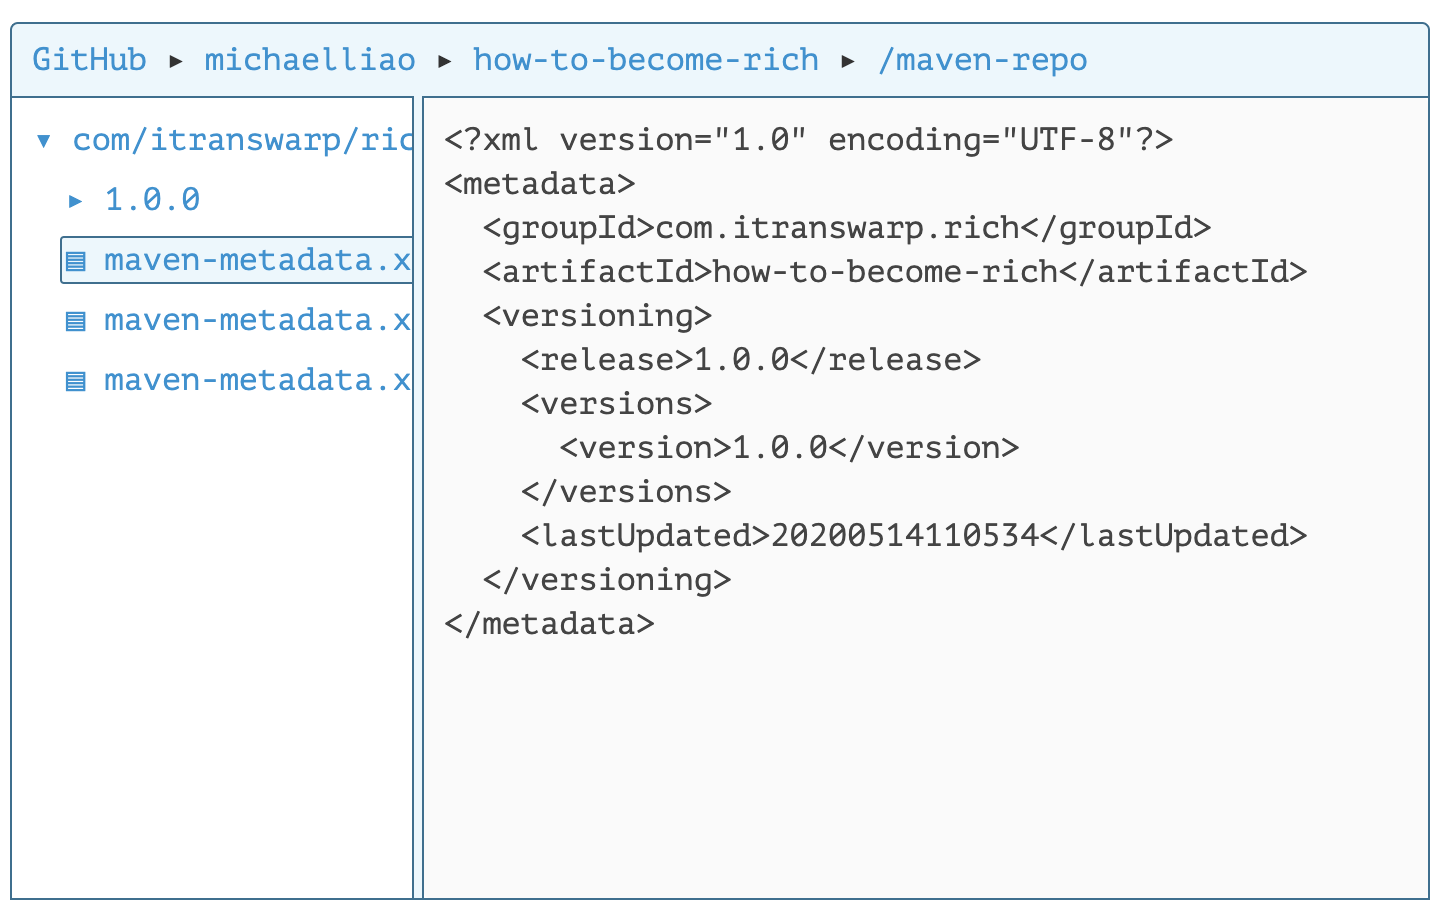 GitHub ▸ michaelliao ▸ how-to-become-rich ▸ /maven-repo
▾ com/itranswarp/ric
▸ 1.0.0
maven-metadata.x
maven-metadata.x
maven-metadata.x
<?xml version="1.0" encoding="UTF-8"?>
<metadata>
  <groupId>com.itranswarp.rich</groupId>
  <artifactId>how-to-become-rich</artifactId>
  <versioning>
    <release>1.0.0</release>
    <versions>
      <version>1.0.0</version>
    </versions>
    <lastUpdated>20200514110534</lastUpdated>
  </versioning>
</metadata>